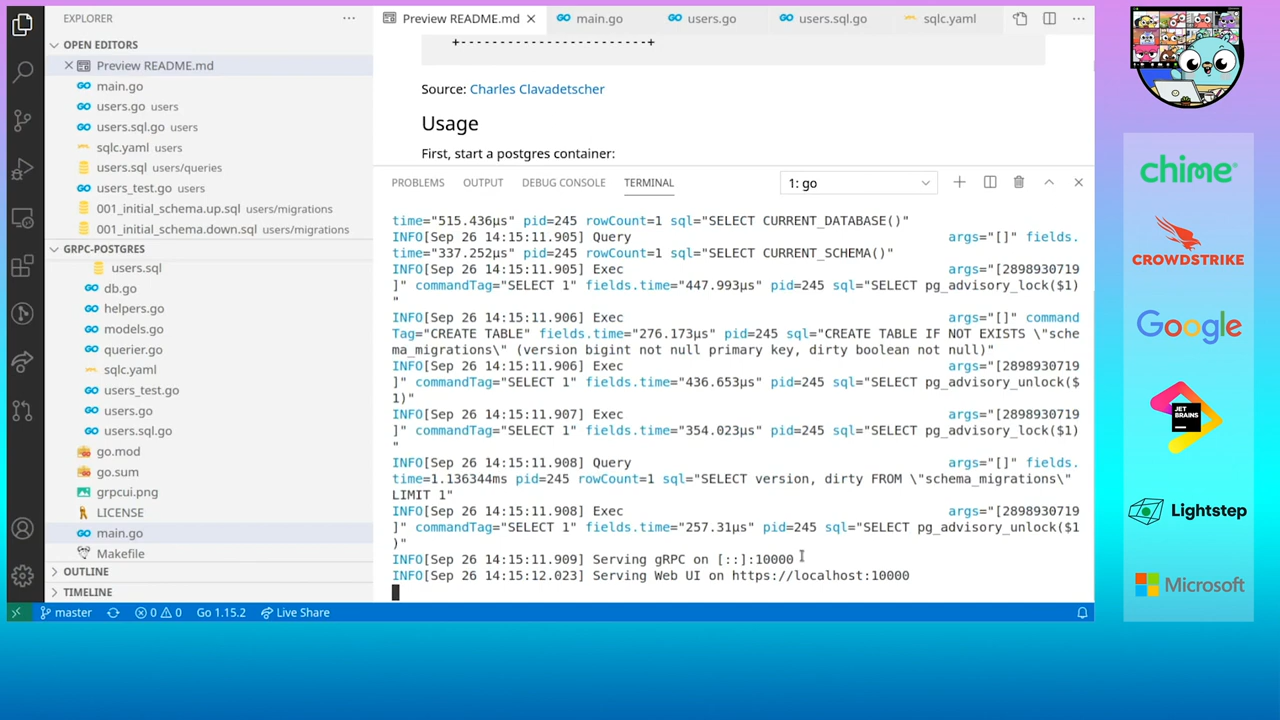 EXPLORER
OPEN EDITORS
Preview README.md
main.go
users.go users
users.sql.go users
sqlc.yaml users
users.sql users/queries
users_test.go users
001_initial_schema.up.sql users/migrations
001_initial_schema.down.sql users/migrations
GRPC-POSTGRES
users.sql
db.go
helpers.go
models.go
querier.go
sqlc.yaml
users_test.go
users.go
users.sql.go
go.mod
go.sum
grpcui.png
LICENSE
main.go
Makefile
OUTLINE
TIMELINE
Preview README.md
main.go
users.go
users.sql.go
sqlc.yaml
+-----------------------+
Source: Charles Clavadetscher
Usage
First, start a postgres container:
PROBLEMS OUTPUT DEBUG CONSOLE TERMINAL 1: go
time="515.436µs" pid=245 rowCount=1 sql="SELECT CURRENT_DATABASE()"
INFO[Sep 26 14:15:11.905] Query args="[]" fields.
time="337.252µs" pid=245 rowCount=1 sql="SELECT CURRENT_SCHEMA()"
INFO[Sep 26 14:15:11.905] Exec args="[2898930719
]" commandTag="SELECT 1" fields.time="447.993µs" pid=245 sql="SELECT pg_advisory_lock($1)
"
INFO[Sep 26 14:15:11.906] Exec args="[]" command
Tag="CREATE TABLE" fields.time="276.173µs" pid=245 sql="CREATE TABLE IF NOT EXISTS \"sche
ma_migrations\" (version bigint not null primary key, dirty boolean not null)"
INFO[Sep 26 14:15:11.906] Exec args="[2898930719
]" commandTag="SELECT 1" fields.time="436.653µs" pid=245 sql="SELECT pg_advisory_unlock($
1)"
INFO[Sep 26 14:15:11.907] Exec args="[2898930719
]" commandTag="SELECT 1" fields.time="354.023µs" pid=245 sql="SELECT pg_advisory_lock($1)
"
INFO[Sep 26 14:15:11.908] Query args="[]" fields.
time=1.136344ms pid=245 rowCount=1 sql="SELECT version, dirty FROM \"schema_migrations\"
LIMIT 1"
INFO[Sep 26 14:15:11.908] Exec args="[2898930719
]" commandTag="SELECT 1" fields.time="257.31µs" pid=245 sql="SELECT pg_advisory_unlock($1
)"
INFO[Sep 26 14:15:11.909] Serving gRPC on [::]:10000
INFO[Sep 26 14:15:12.023] Serving Web UI on https://localhost:10000
master 0 0 Go 1.15.2 Live Share
chime
CROWDSTRIKE
Google
JET
BRAINS
Lightstep
Microsoft